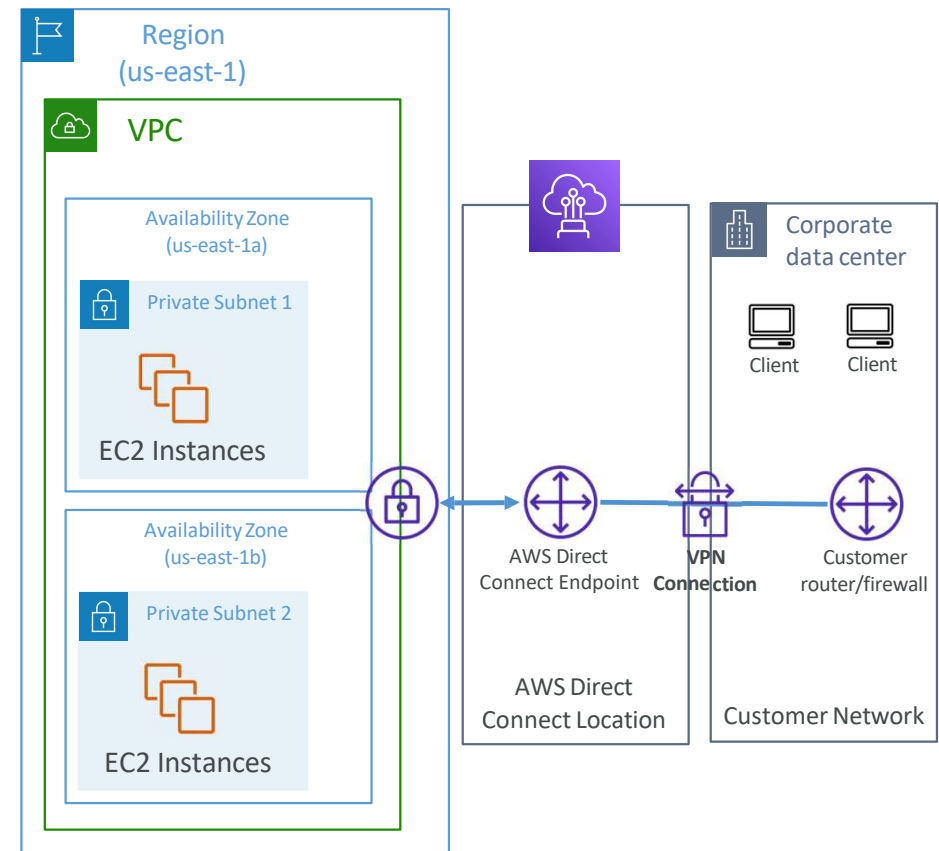 Region
(us-east-1)
VPC
Availability Zone
(us-east-1a)
Private Subnet 1
EC2 Instances
Availability Zone
(us-east-1b)
Private Subnet 2
EC2 Instances
AWS Direct
Connect Endpoint
AWS Direct
Connect Location
VPN
Connection
Corporate
data center
Client
Client
Customer
router/firewall
Customer Network